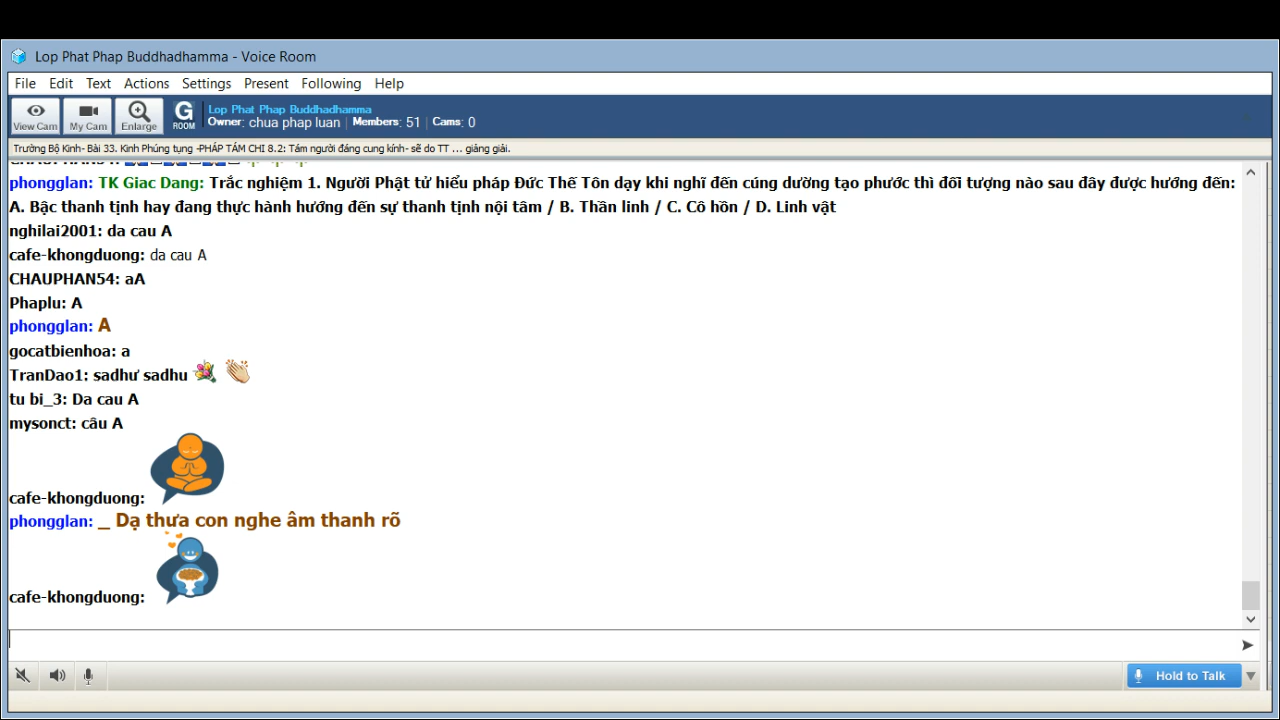 Lop Phat Phap Buddhadhamma - Voice Room
File Edit Text Actions Settings Present Following Help
View Cam My Cam Enlarge G ROOM Lop Phat Phap Buddhadhamma
Owner: chua phap luan | Members: 51 | Cams: 0
Trường Bộ Kinh- Bài 33. Kinh Phúng tụng -PHÁP TÁM CHI 8.2: Tám người đáng cung kính- sẽ do TT ... giảng giải.
phongglan: TK Giac Dang: Trắc nghiệm 1. Người Phật tử hiểu pháp Đức Thế Tôn dạy khi nghĩ đến cúng dường tạo phước thì đối tượng nào sau đây được hướng đến:
A. Bậc thanh tịnh hay đang thực hành hướng đến sự thanh tịnh nội tâm / B. Thần linh / C. Cô hồn / D. Linh vật
nghilai2001: da cau A
cafe-khongduong: da cau A
CHAUPHAN54: aA
Phaplu: A
phongglan: A
gocatbienhoa: a
TranDao1: sadhư sadhu
tu bi_3: Da cau A
mysonct: câu A
cafe-khongduong:
phongglan: _ Dạ thưa con nghe âm thanh rõ
cafe-khongduong:
Hold to Talk